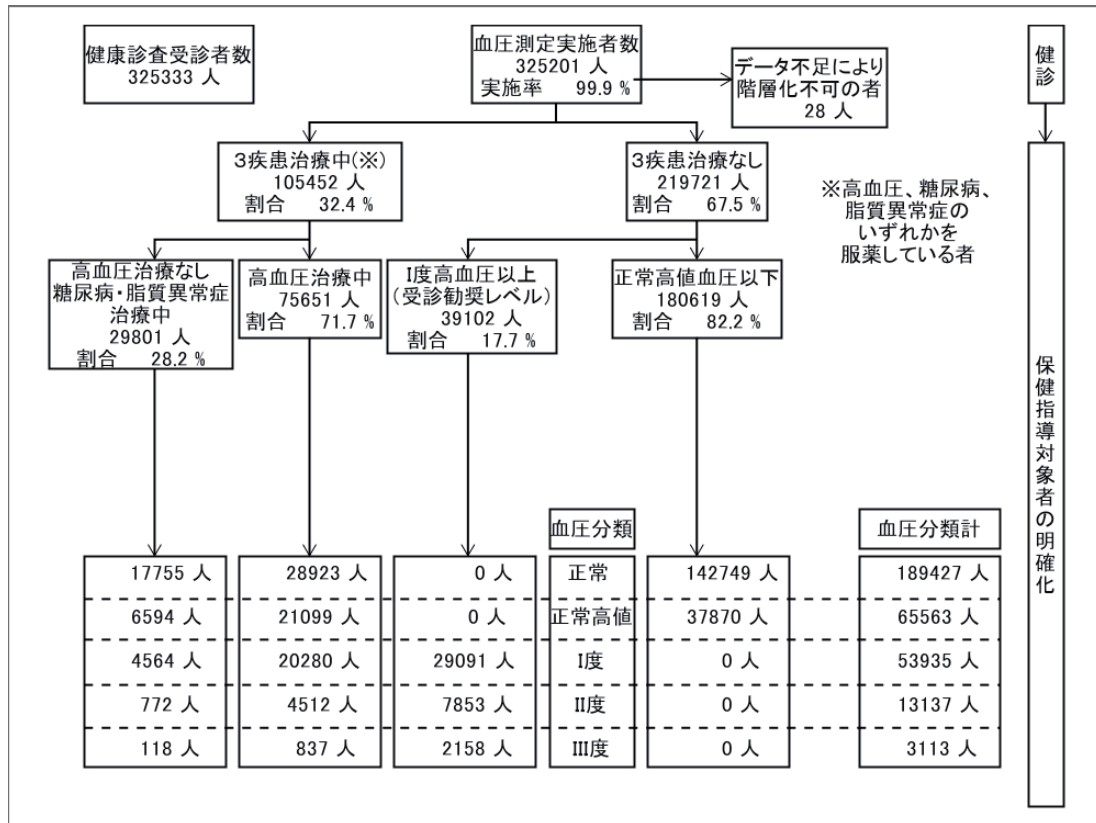 健康診査受診者数
325333 人
血圧測定実施者数
325201 人
実施率 99.9 %
データ不足により
階層化不可の者
28 人
健診
3疾患治療中(※)
105452 人
割合 32.4 %
3疾患治療なし
219721 人
割合 67.5 %
※高血圧、糖尿病、
脂質異常症の
いずれかを
服薬している者
高血圧治療なし
糖尿病・脂質異常症
治療中
29801 人
割合 28.2 %
高血圧治療中
75651 人
割合 71.7 %
I度高血圧以上
(受診勧奨レベル)
39102 人
割合 17.7 %
正常高値血圧以下
180619 人
割合 82.2 %
保健指導対象者の明確化
血圧分類
血圧分類計
17755 人 28923 人 0 人 正常 142749 人 189427 人
6594 人 21099 人 0 人 正常高値 37870 人 65563 人
4564 人 20280 人 29091 人 I度 0 人 53935 人
772 人 4512 人 7853 人 II度 0 人 13137 人
118 人 837 人 2158 人 III度 0 人 3113 人